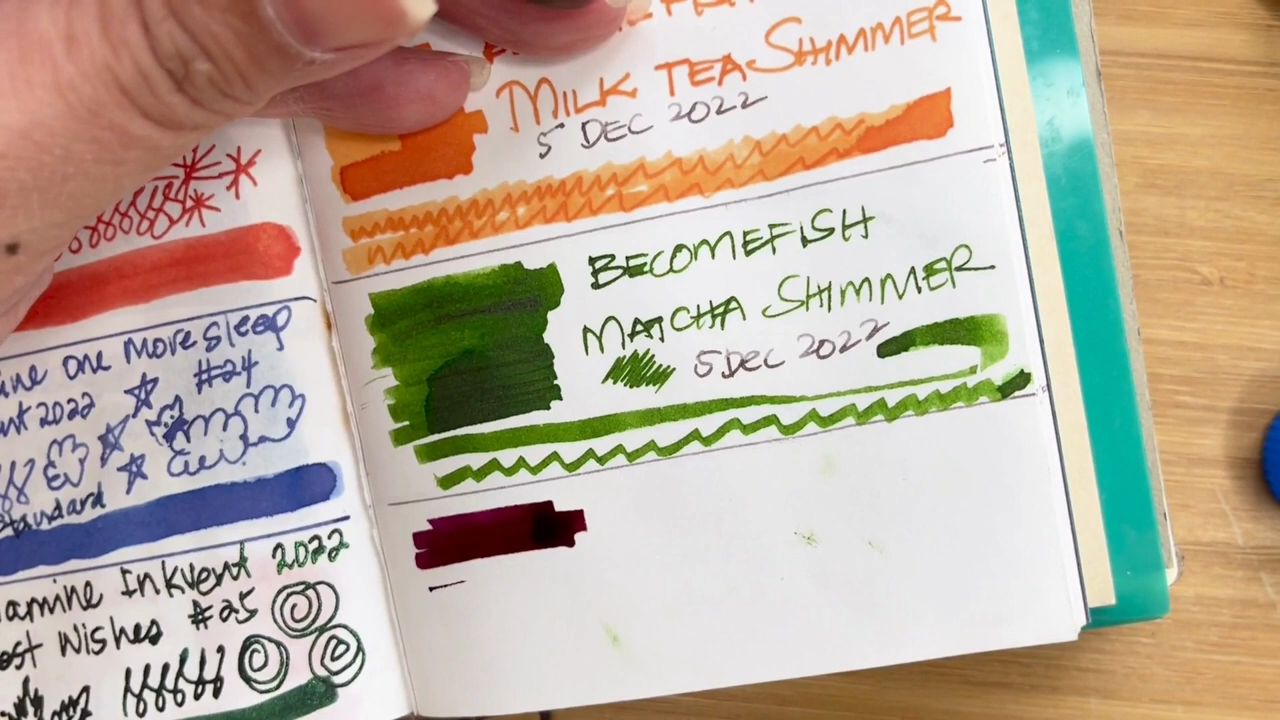 one more sleep
#24
2022
Standard
Inkvent 2022
Wishes #25
MILK TEA SHIMMER
5 DEC 2022
BECOMEFISH
MATCHA SHIMMER
5 DEC 2022